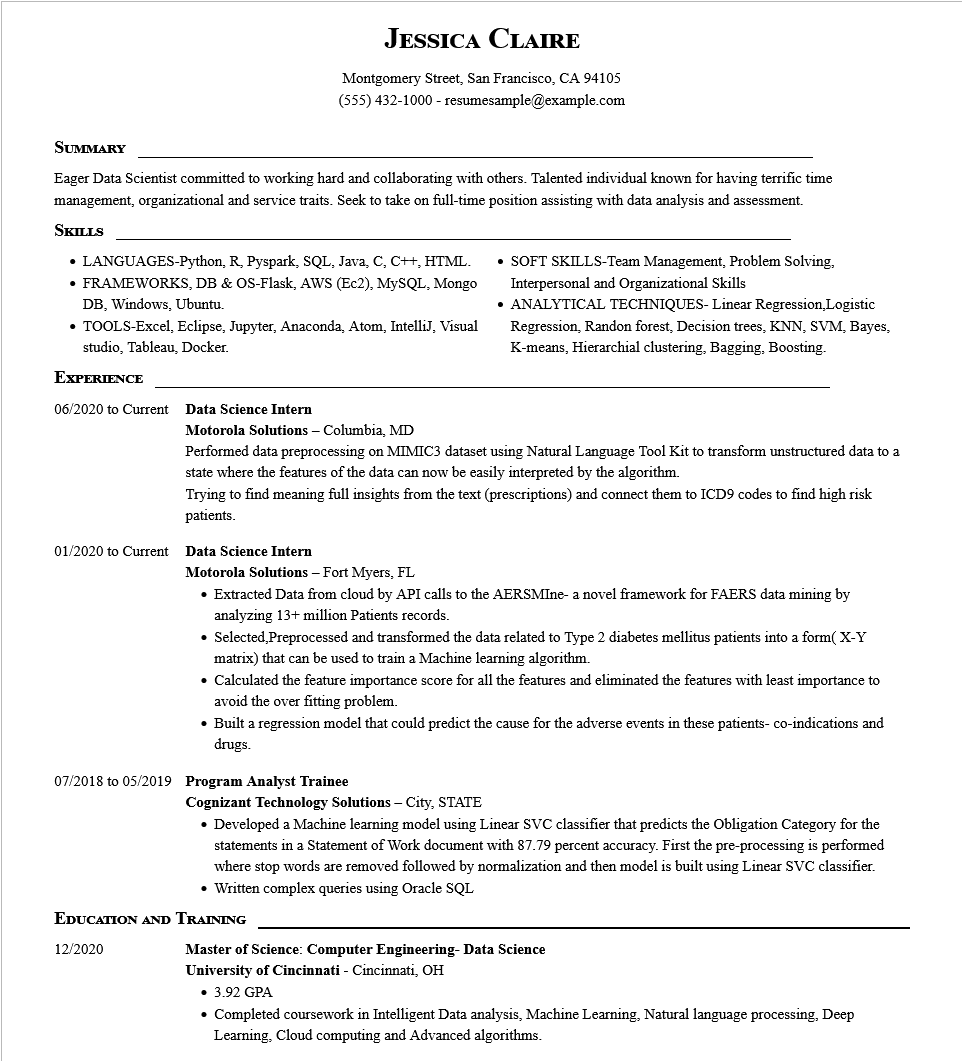 Jessica Claire
Montgomery Street, San Francisco, CA 94105
(555) 432-1000 - resumesample@example.com
Summary
Eager Data Scientist committed to working hard and collaborating with others. Talented individual known for having terrific time
management, organizational and service traits. Seek to take on full-time position assisting with data analysis and assessment.
Skills
• LANGUAGES-Python, R, Pyspark, SQL, Java, C, C++, HTML.
• FRAMEWORKS, DB & OS-Flask, AWS (Ec2), MySQL, Mongo
DB, Windows, Ubuntu.
• TOOLS-Excel, Eclipse, Jupyter, Anaconda, Atom, IntelliJ, Visual
studio, Tableau, Docker.
• SOFT SKILLS-Team Management, Problem Solving,
Interpersonal and Organizational Skills
• ANALYTICAL TECHNIQUES- Linear Regression,Logistic
Regression, Randon forest, Decision trees, KNN, SVM, Bayes,
K-means, Hierarchial clustering, Bagging, Boosting.
Experience
06/2020 to Current Data Science Intern
Motorola Solutions – Columbia, MD
Performed data preprocessing on MIMIC3 dataset using Natural Language Tool Kit to transform unstructured data to a
state where the features of the data can now be easily interpreted by the algorithm.
Trying to find meaning full insights from the text (prescriptions) and connect them to ICD9 codes to find high risk
patients.
01/2020 to Current Data Science Intern
Motorola Solutions – Fort Myers, FL
• Extracted Data from cloud by API calls to the AERSMIne- a novel framework for FAERS data mining by
analyzing 13+ million Patients records.
• Selected,Preprocessed and transformed the data related to Type 2 diabetes mellitus patients into a form( X-Y
matrix) that can be used to train a Machine learning algorithm.
• Calculated the feature importance score for all the features and eliminated the features with least importance to
avoid the over fitting problem.
• Built a regression model that could predict the cause for the adverse events in these patients- co-indications and
drugs.
07/2018 to 05/2019 Program Analyst Trainee
Cognizant Technology Solutions – City, STATE
• Developed a Machine learning model using Linear SVC classifier that predicts the Obligation Category for the
statements in a Statement of Work document with 87.79 percent accuracy. First the pre-processing is performed
where stop words are removed followed by normalization and then model is built using Linear SVC classifier.
• Written complex queries using Oracle SQL
Education and Training
12/2020 Master of Science: Computer Engineering- Data Science
University of Cincinnati - Cincinnati, OH
• 3.92 GPA
• Completed coursework in Intelligent Data analysis, Machine Learning, Natural language processing, Deep
Learning, Cloud computing and Advanced algorithms.